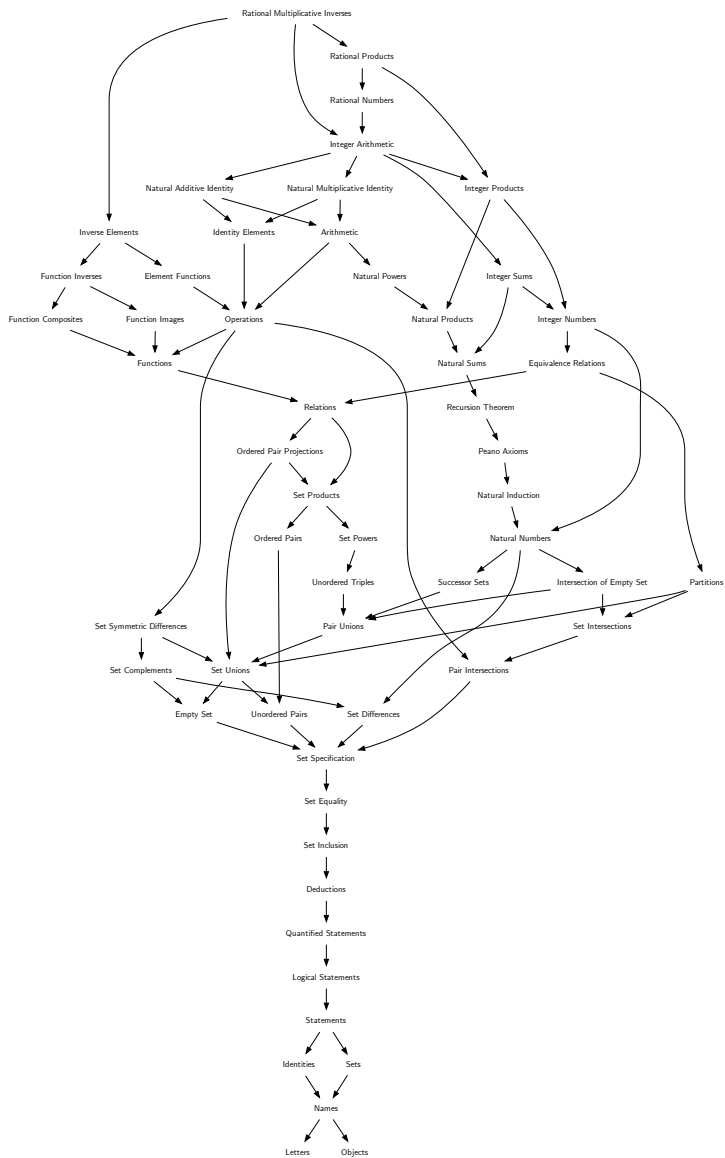 Rational Multiplicative Inverses
Rational Products
Rational Numbers
Integer Arithmetic
Natural Additive Identity
Natural Multiplicative Identity
Integer Products
Inverse Elements
Identity Elements
Arithmetic
Function Inverses
Element Functions
Natural Powers
Integer Sums
Function Composites
Function Images
Operations
Natural Products
Integer Numbers
Functions
Natural Sums
Equivalence Relations
Relations
Recursion Theorem
Ordered Pair Projections
Peano Axioms
Set Products
Natural Induction
Ordered Pairs
Set Powers
Natural Numbers
Unordered Triples
Successor Sets
Intersection of Empty Set
Partitions
Set Symmetric Differences
Pair Unions
Set Intersections
Set Complements
Set Unions
Pair Intersections
Empty Set
Unordered Pairs
Set Differences
Set Specification
Set Equality
Set Inclusion
Deductions
Quantified Statements
Logical Statements
Statements
Identities
Sets
Names
Letters
Objects